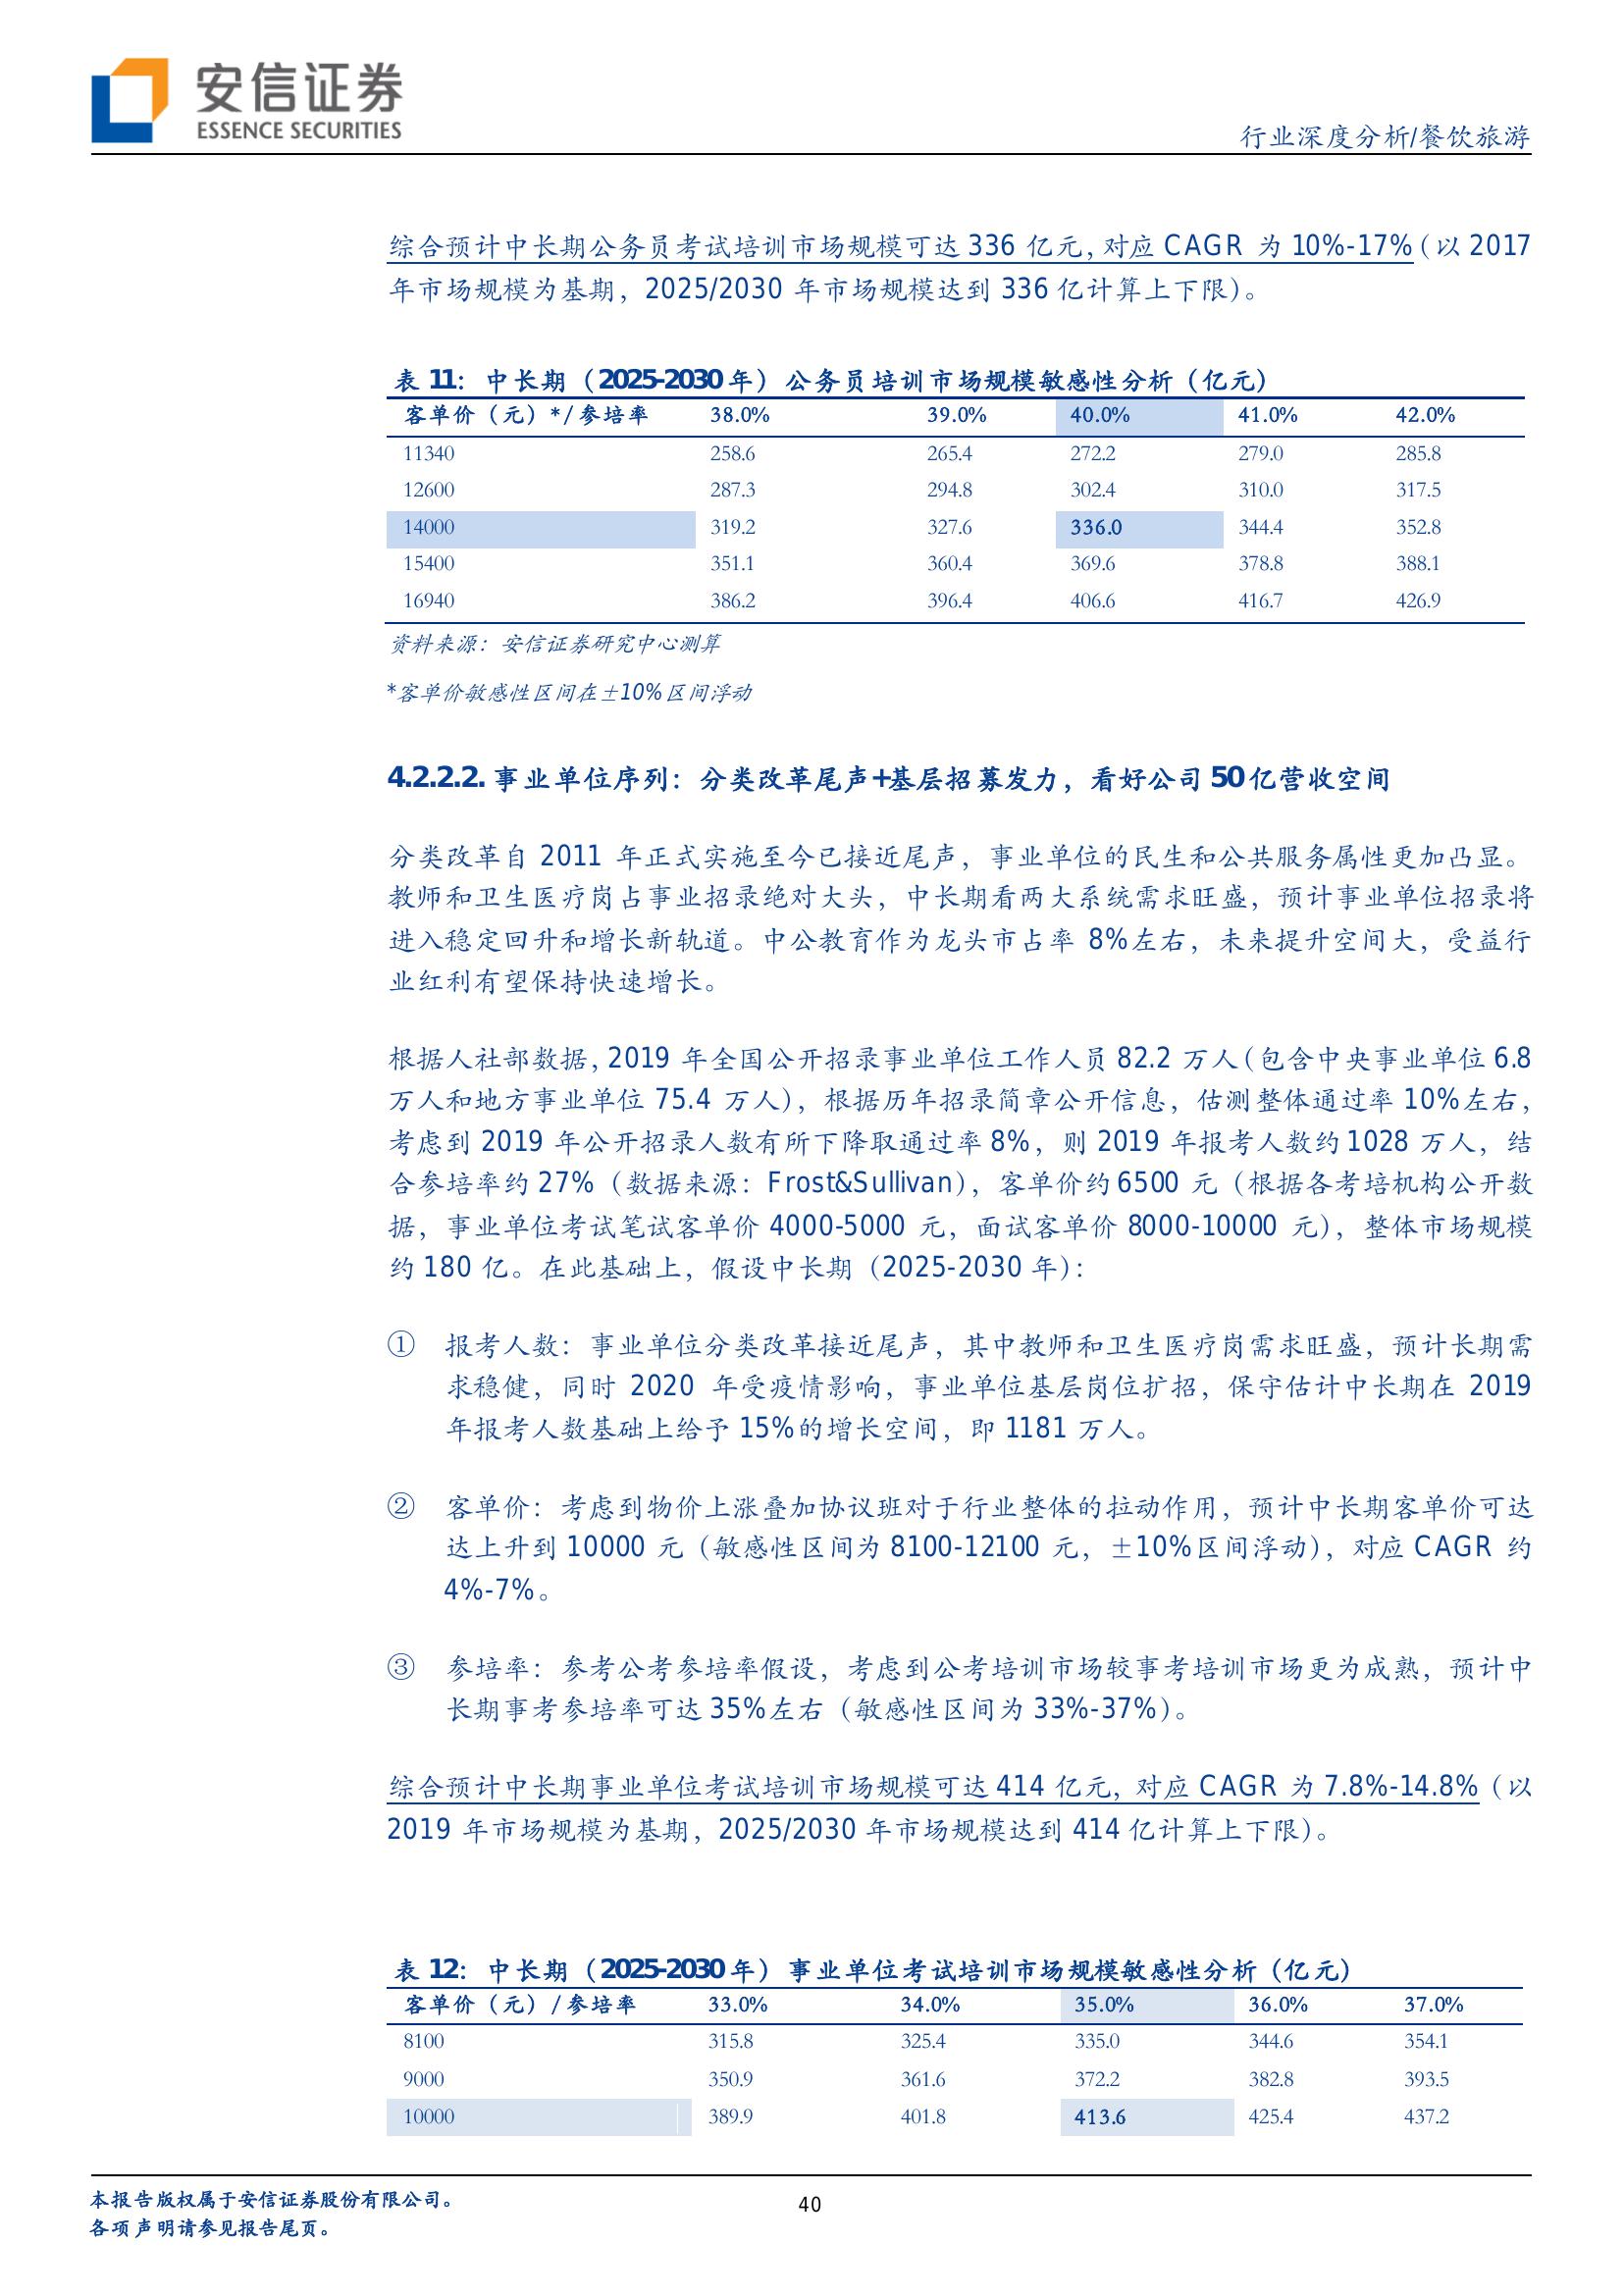 安信证券
ESSENCE SECURITIES
行业深度分析/餐饮旅游
综合预计中长期公务员考试培训市场规模可达 336 亿元，对应 CAGR 为 10%-17%（以 2017
年市场规模为基期，2025/2030 年市场规模达到 336 亿计算上下限）。
表 11：中长期（2025-2030 年）公务员培训市场规模敏感性分析（亿元）
客单价（元）*/参培率 38.0% 39.0% 40.0% 41.0% 42.0%
11340 258.6 265.4 272.2 279.0 285.8
12600 287.3 294.8 302.4 310.0 317.5
14000 319.2 327.6 336.0 344.4 352.8
15400 351.1 360.4 369.6 378.8 388.1
16940 386.2 396.4 406.6 416.7 426.9
资料来源：安信证券研究中心测算
*客单价敏感性区间在±10%区间浮动
4.2.2.2. 事业单位序列：分类改革尾声+基层招募发力，看好公司 50 亿营收空间
分类改革自 2011 年正式实施至今已接近尾声，事业单位的民生和公共服务属性更加凸显。
教师和卫生医疗岗占事业招录绝对大头，中长期看两大系统需求旺盛，预计事业单位招录将
进入稳定回升和增长新轨道。中公教育作为龙头市占率 8%左右，未来提升空间大，受益行
业红利有望保持快速增长。
根据人社部数据，2019 年全国公开招录事业单位工作人员 82.2 万人（包含中央事业单位 6.8
万人和地方事业单位 75.4 万人），根据历年招录简章公开信息，估测整体通过率 10%左右，
考虑到 2019 年公开招录人数有所下降取通过率 8%，则 2019 年报考人数约 1028 万人，结
合参培率约 27%（数据来源：Frost&Sullivan），客单价约 6500 元（根据各考培机构公开数
据，事业单位考试笔试客单价 4000-5000 元，面试客单价 8000-10000 元），整体市场规模
约 180 亿。在此基础上，假设中长期（2025-2030 年）：
① 报考人数：事业单位分类改革接近尾声，其中教师和卫生医疗岗需求旺盛，预计长期需
求稳健，同时 2020 年受疫情影响，事业单位基层岗位扩招，保守估计中长期在 2019
年报考人数基础上给予 15%的增长空间，即 1181 万人。
② 客单价：考虑到物价上涨叠加协议班对于行业整体的拉动作用，预计中长期客单价可达
达上升到 10000 元（敏感性区间为 8100-12100 元，±10%区间浮动），对应 CAGR 约
4%-7%。
③ 参培率：参考公考参培率假设，考虑到公考培训市场较事考培训市场更为成熟，预计中
长期事考参培率可达 35%左右（敏感性区间为 33%-37%）。
综合预计中长期事业单位考试培训市场规模可达 414 亿元，对应 CAGR 为 7.8%-14.8%（以
2019 年市场规模为基期，2025/2030 年市场规模达到 414 亿计算上下限）。
表 12：中长期（2025-2030 年）事业单位考试培训市场规模敏感性分析（亿元）
客单价（元）/参培率 33.0% 34.0% 35.0% 36.0% 37.0%
8100 315.8 325.4 335.0 344.6 354.1
9000 350.9 361.6 372.2 382.8 393.5
10000 389.9 401.8 413.6 425.4 437.2
本报告版权属于安信证券股份有限公司。
各项声明请参见报告尾页。
40